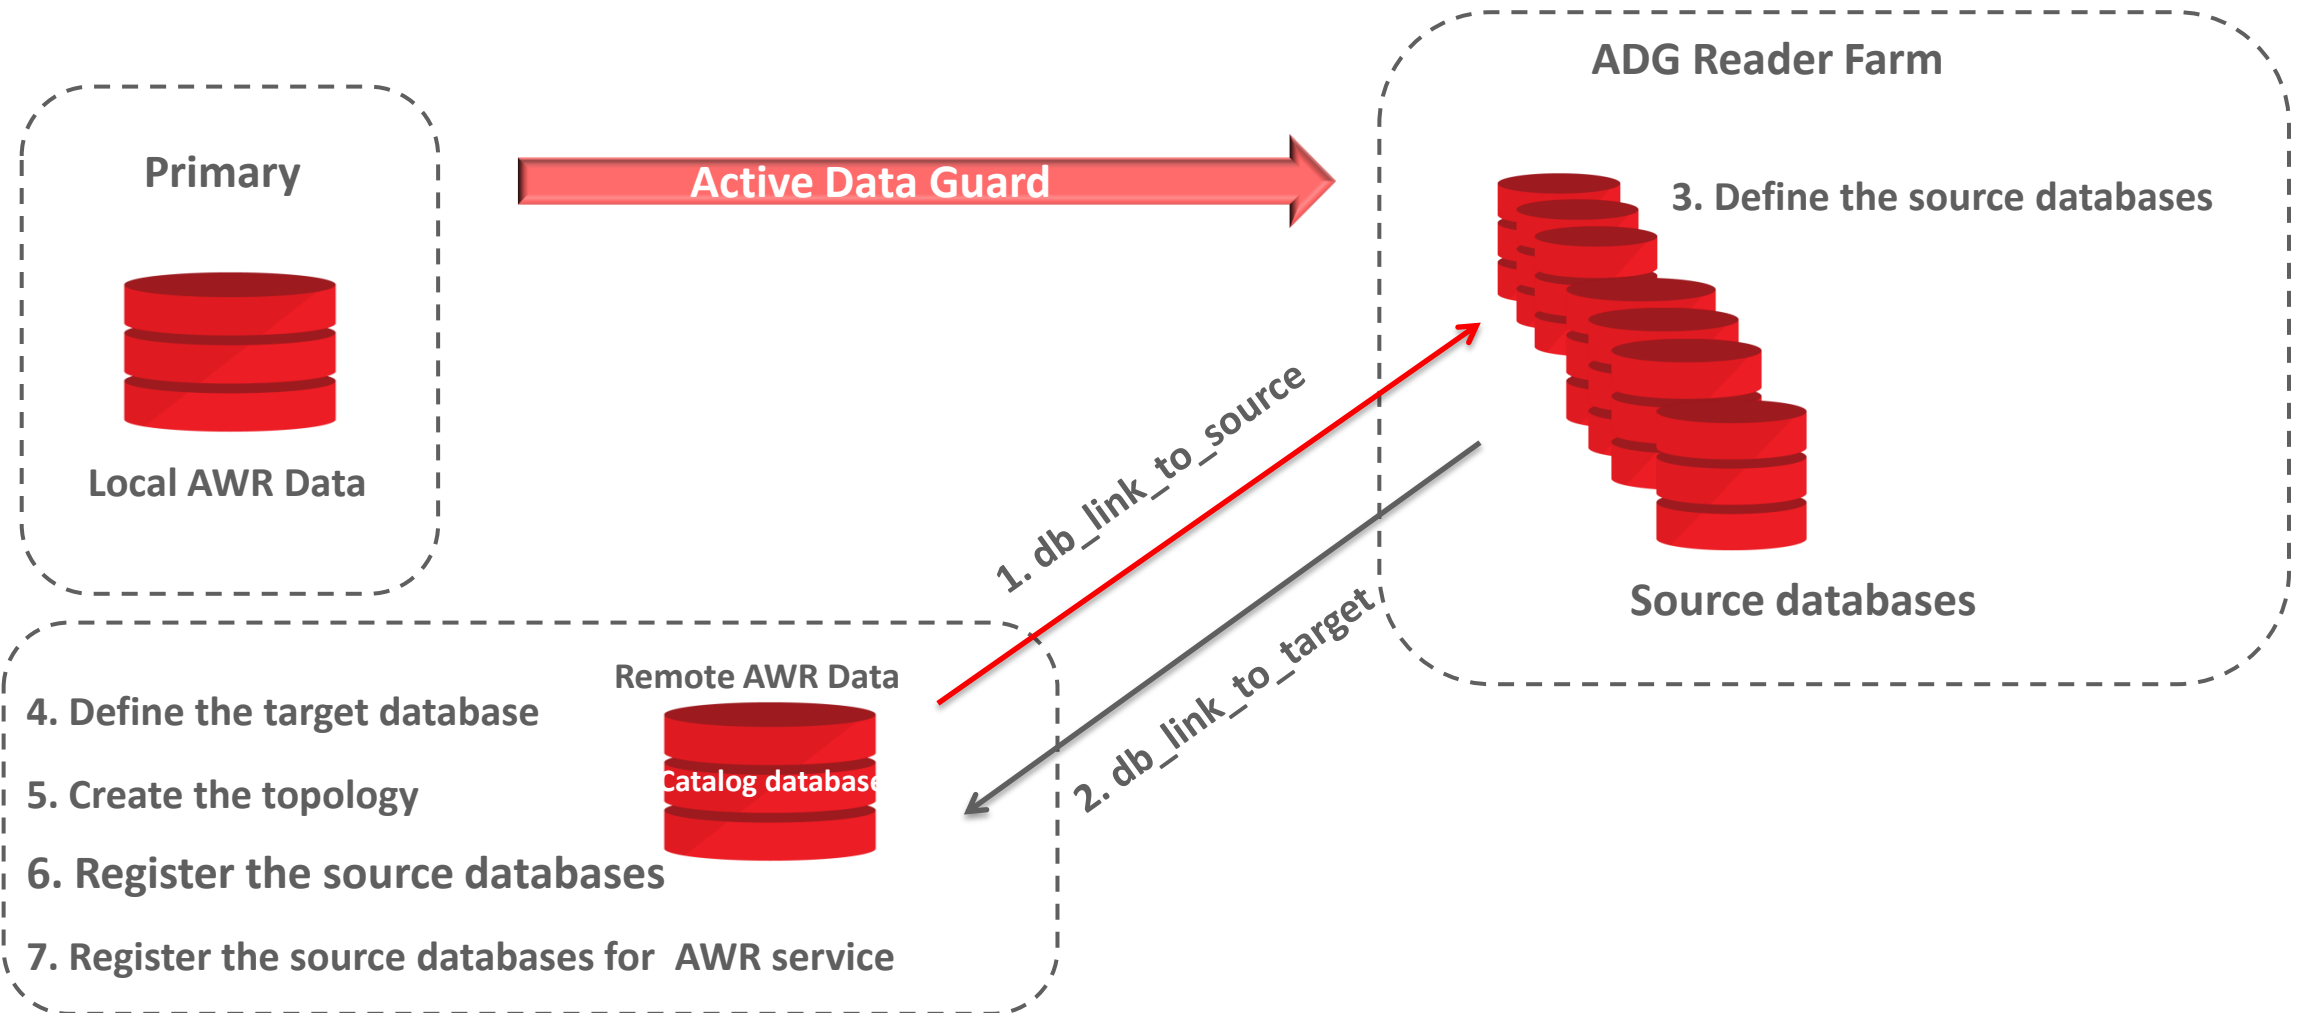 ADG Reader Farm
Primary
Active Data Guard
3. Define the source databases
Local AWR Data
1. db_link_to_source
Source databases
2. db_link_to_target
Remote AWR Data
4. Define the target database
Catalog database
5. Create the topology
6. Register the source databases
7. Register the source databases for  AWR service